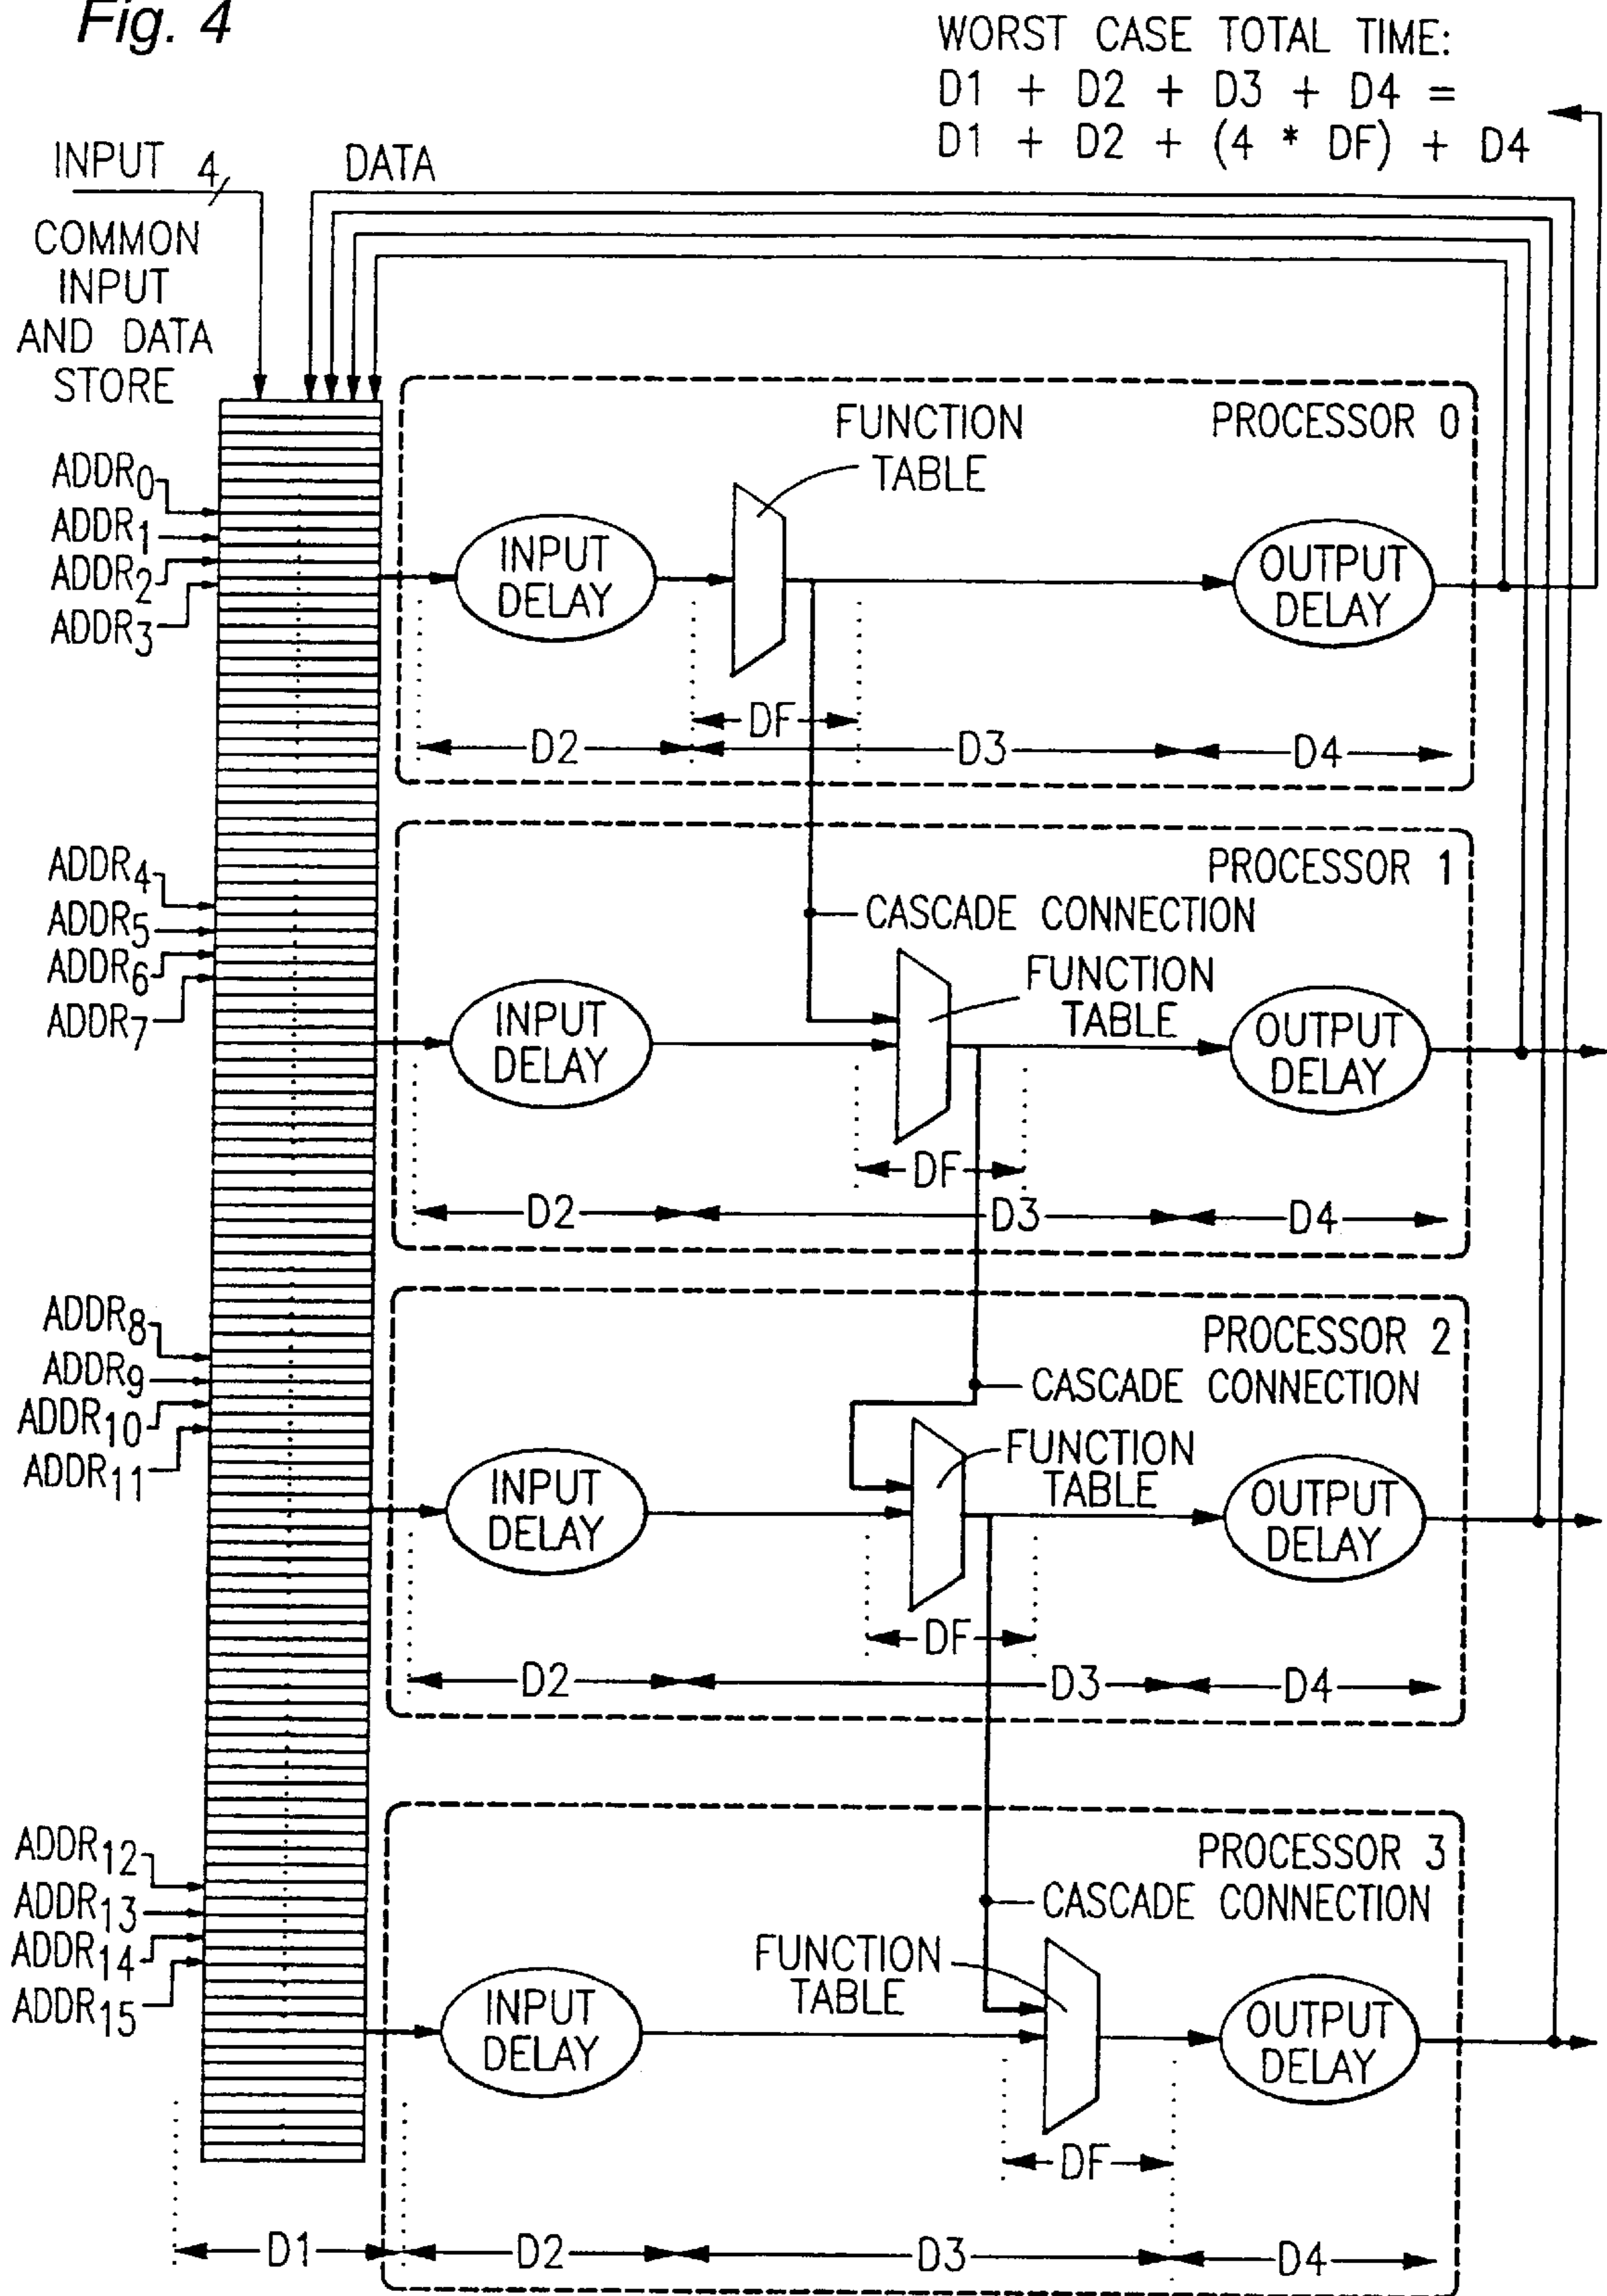 Fig. 4
WORST CASE TOTAL TIME:
D1 + D2 + D3 + D4 =
D1 + D2 + (4 * DF) + D4
INPUT 4 DATA
COMMON
INPUT
AND DATA
STORE
PROCESSOR 0
FUNCTION
TABLE
ADDR0
ADDR1
ADDR2
ADDR3
INPUT
DELAY
OUTPUT
DELAY
DF
D2 D3 D4
PROCESSOR 1
ADDR4
ADDR5
ADDR6
ADDR7
CASCADE CONNECTION
FUNCTION
TABLE
INPUT
DELAY
OUTPUT
DELAY
DF
D2 D3 D4
PROCESSOR 2
ADDR8
ADDR9
ADDR10
ADDR11
CASCADE CONNECTION
FUNCTION
TABLE
INPUT
DELAY
OUTPUT
DELAY
DF
D2 D3 D4
PROCESSOR 3
ADDR12
ADDR13
ADDR14
ADDR15
CASCADE CONNECTION
FUNCTION
TABLE
INPUT
DELAY
OUTPUT
DELAY
DF
D1 D2 D3 D4